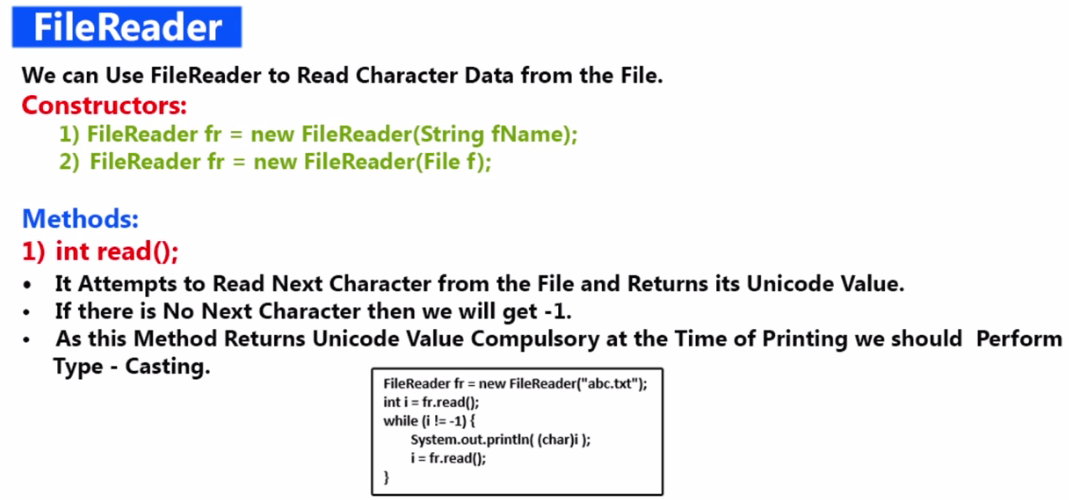 FileReader
We can Use FileReader to Read Character Data from the File.
Constructors:
1) FileReader fr = new FileReader(String fName);
2) FileReader fr = new FileReader(File f);
Methods:
1) int read();
• It Attempts to Read Next Character from the File and Returns its Unicode Value.
• If there is No Next Character then we will get -1.
• As this Method Returns Unicode Value Compulsory at the Time of Printing we should Perform
Type - Casting.
FileReader fr = new FileReader("abc.txt");
int i = fr.read();
while (i != -1) {
System.out.println( (char)i );
i = fr.read();
}